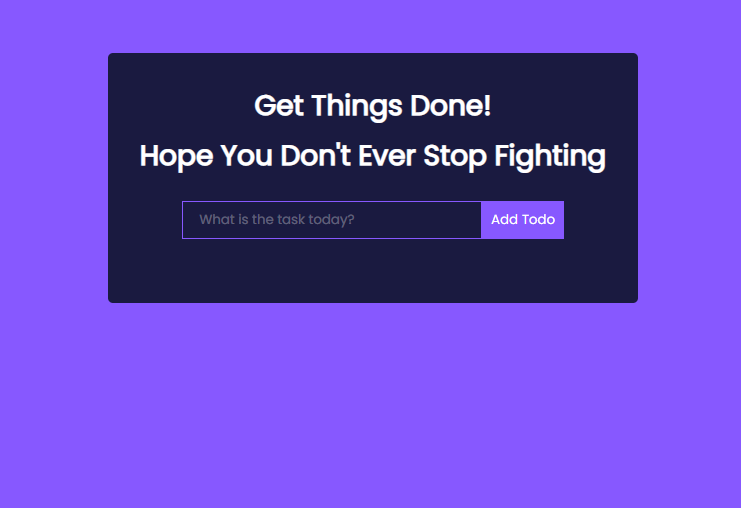 Get Things Done!
Hope You Don't Ever Stop Fighting
What is the task today?
Add Todo